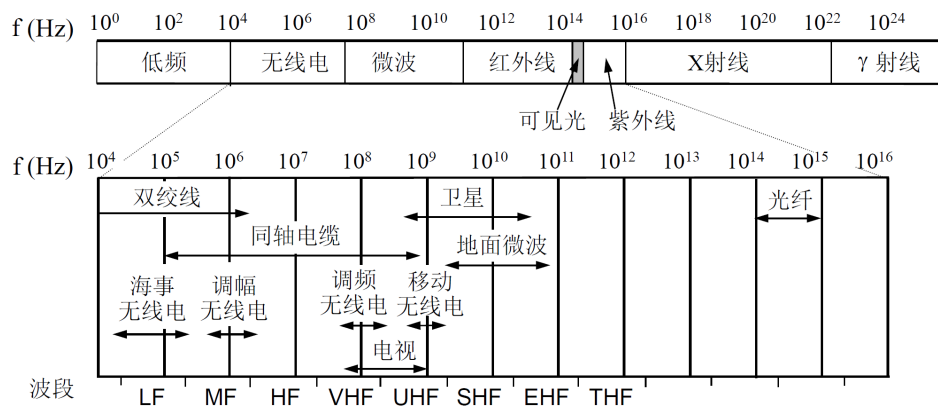 f (Hz) 10⁰ 10² 10⁴ 10⁶ 10⁸ 10¹⁰ 10¹² 10¹⁴ 10¹⁶ 10¹⁸ 10²⁰ 10²² 10²⁴
低频 无线电 微波 红外线 X射线 γ 射线
可见光 紫外线
f (Hz) 10⁴ 10⁵ 10⁶ 10⁷ 10⁸ 10⁹ 10¹⁰ 10¹¹ 10¹² 10¹³ 10¹⁴ 10¹⁵ 10¹⁶
双绞线 卫星 光纤
同轴电缆 地面微波
海事 调幅 调频 移动
无线电 无线电 无线电 无线电
电视
波段 LF MF HF VHF UHF SHF EHF THF